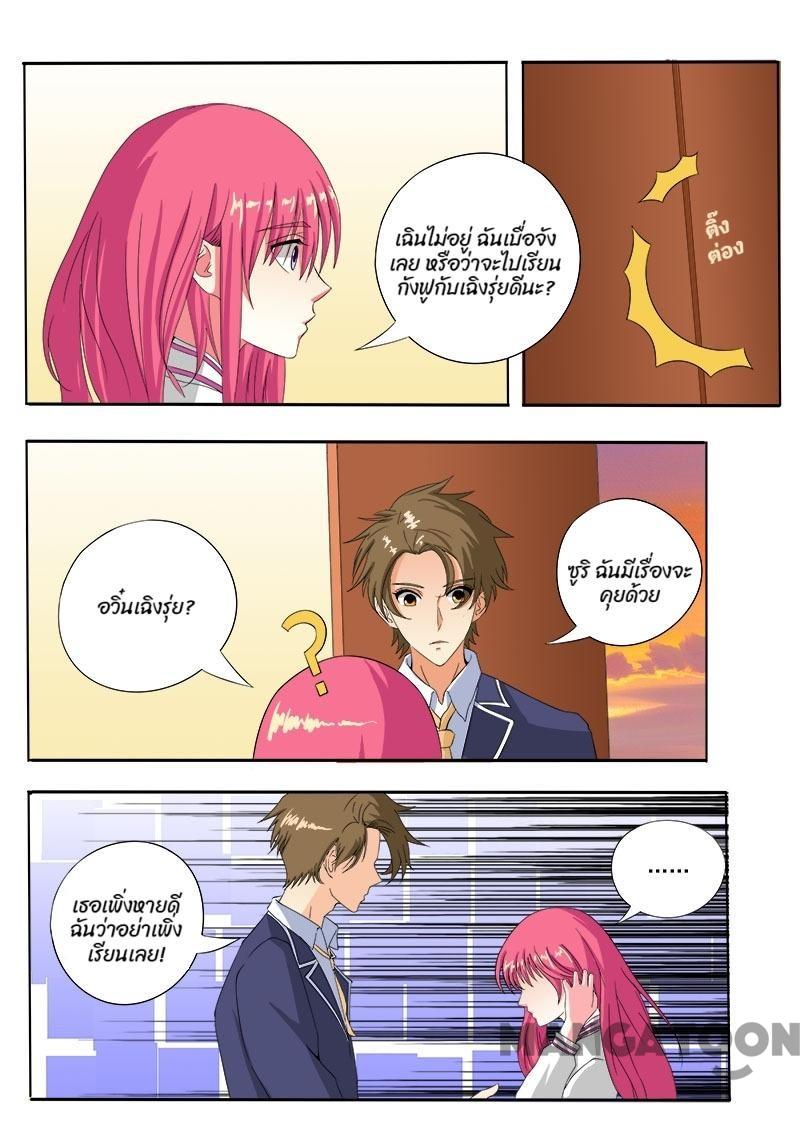 เฉินไม่อยู่ ฉันเบื่อจัง
เลย หรือว่าจะไปเรียน
กังฟูกับเฉิงรุ่ยดีนะ?
ติ๊ง
ต่อง
?
อวิ๋นเฉิงรุ่ย?
ซูริ ฉันมีเรื่องจะ
คุยด้วย
เธอเพิ่งหายดี
ฉันว่าอย่าเพิ่ง
เรียนเลย!
......
MANGATOON